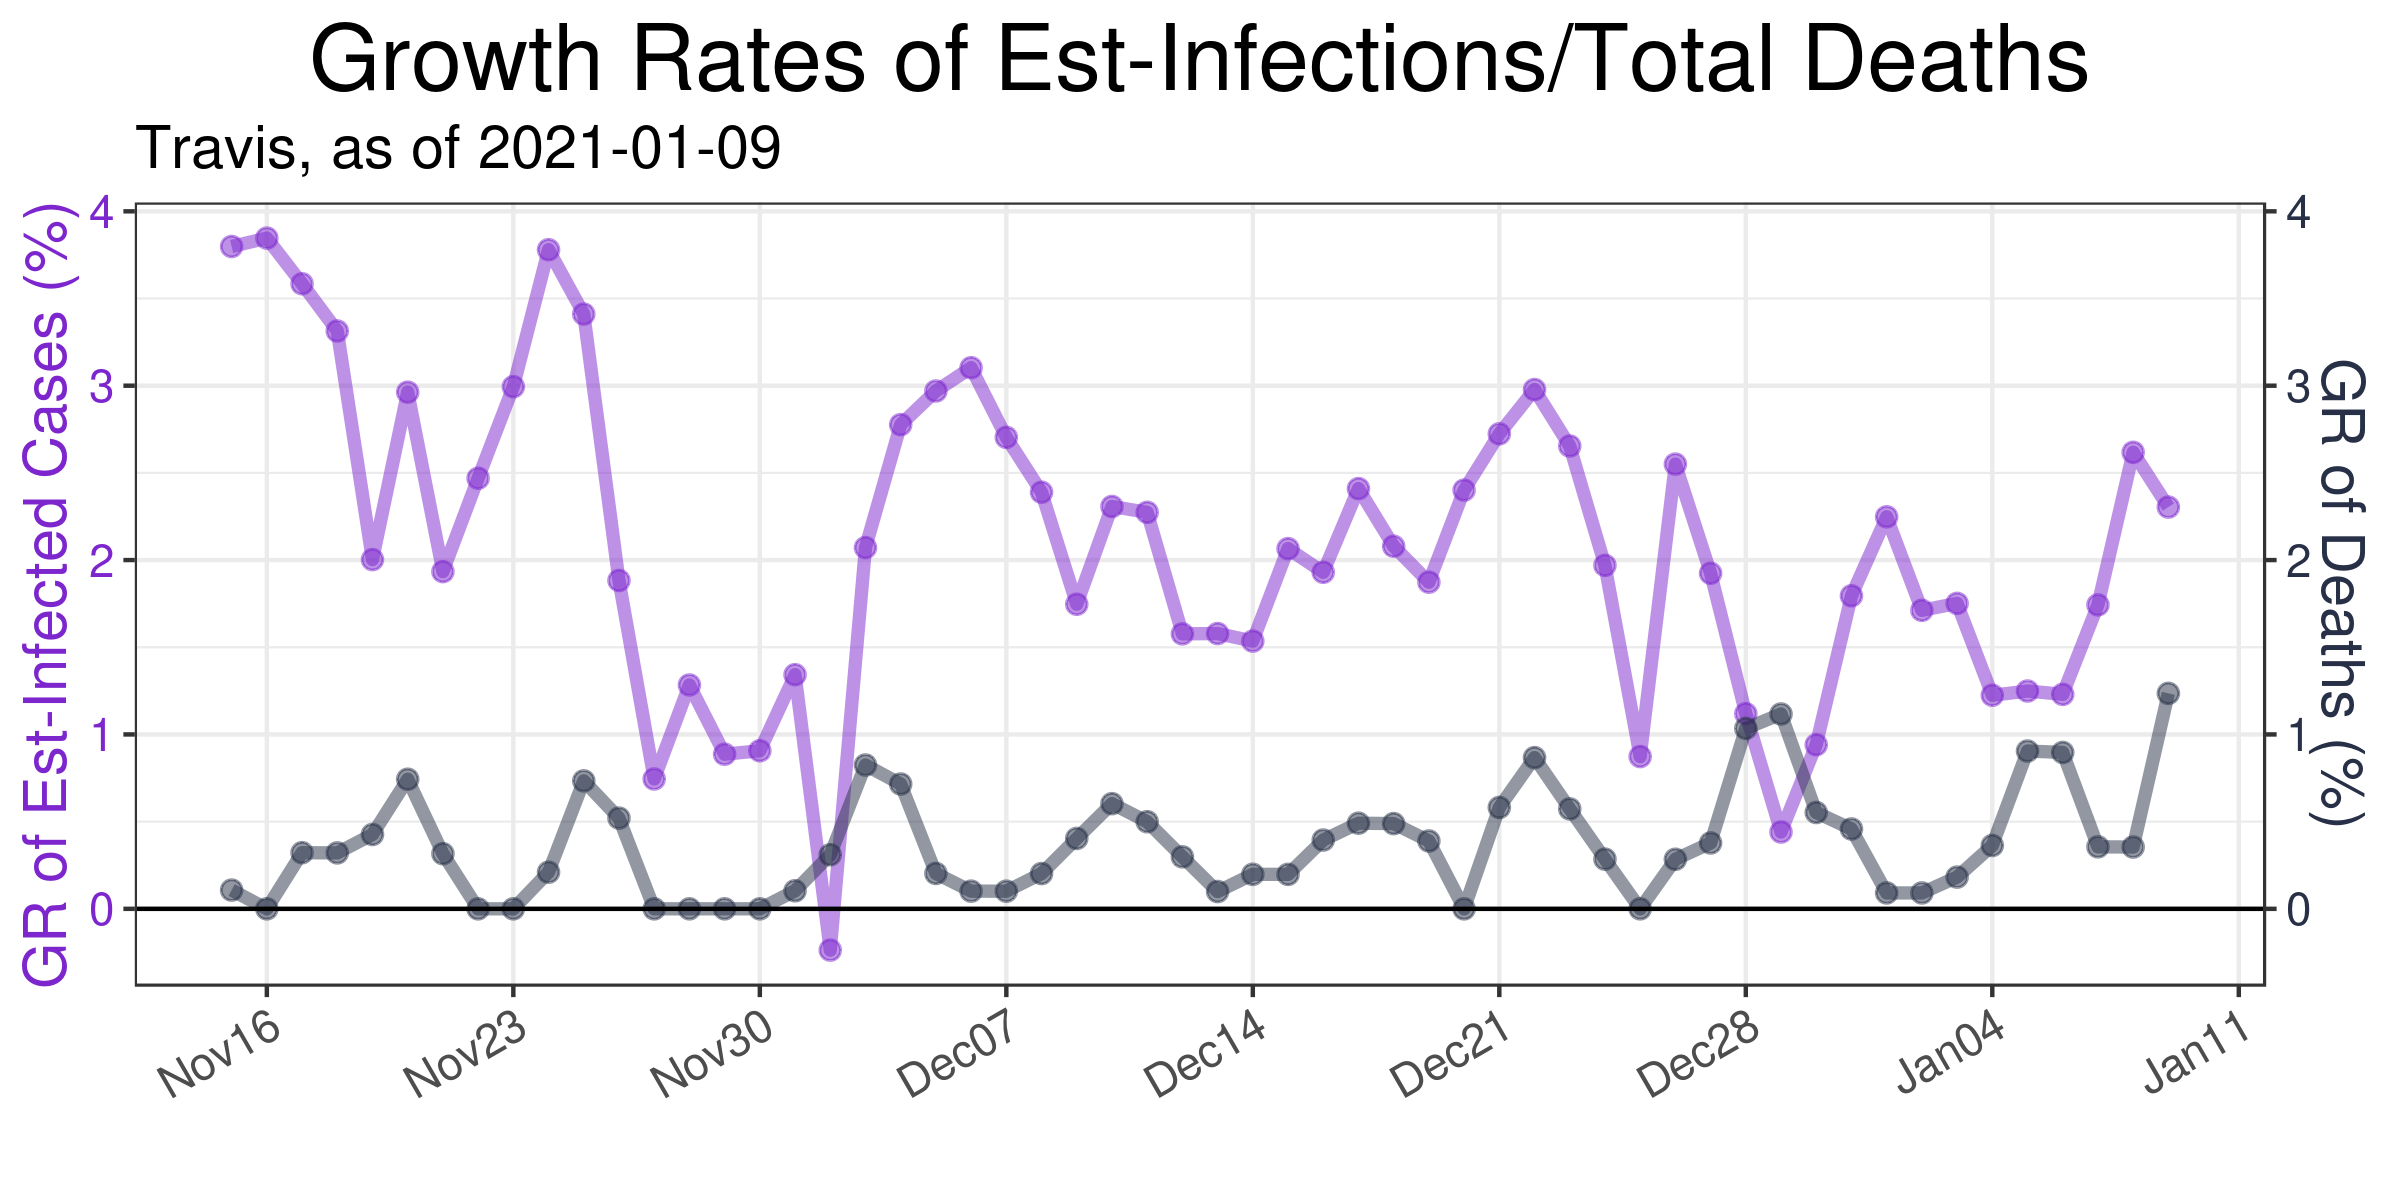 Growth Rates of Est-Infections/Total Deaths
Travis, as of 2021-01-09
GR of Est-Infected Cases (%)
4
3
2
1
0
4
3
2
1
0
GR of Deaths (%)
Nov16
Nov23
Nov30
Dec07
Dec14
Dec21
Dec28
Jan04
Jan11